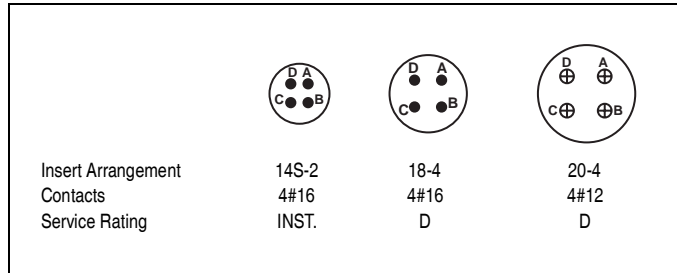 D A
C B
D A
C B
D A
C B
Insert Arrangement 14S-2 18-4 20-4
Contacts 4#16 4#16 4#12
Service Rating INST. D D